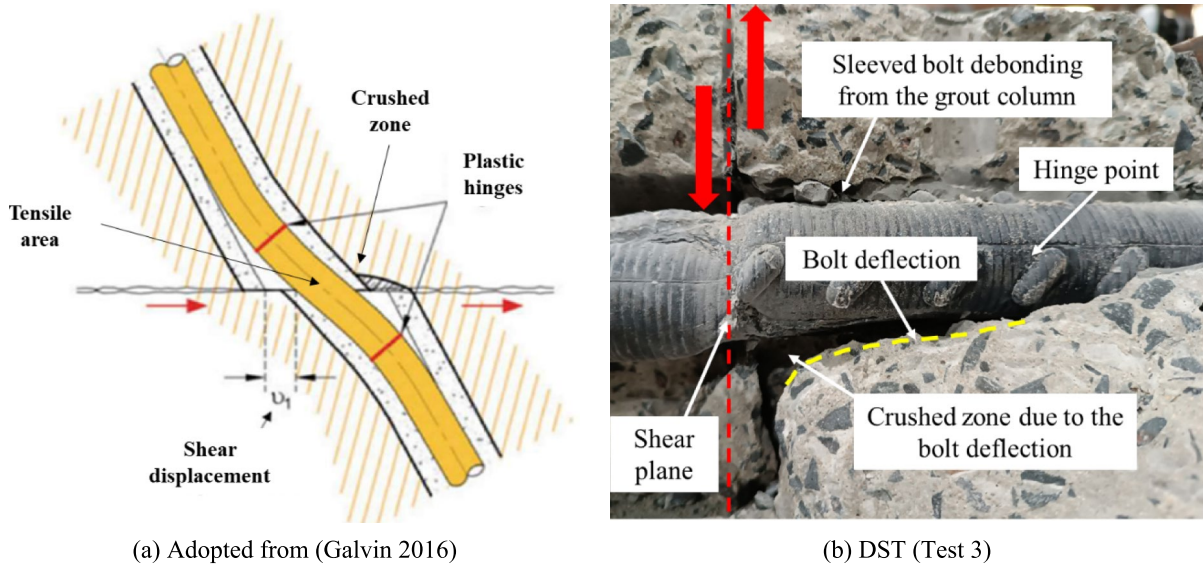 Crushed
zone
Plastic
hinges
Tensile
area
υ1
Shear
displacement
(a) Adopted from (Galvin 2016)
Sleeved bolt debonding
from the grout column
Hinge point
Bolt deflection
Shear
plane
Crushed zone due to the
bolt deflection
(b) DST (Test 3)